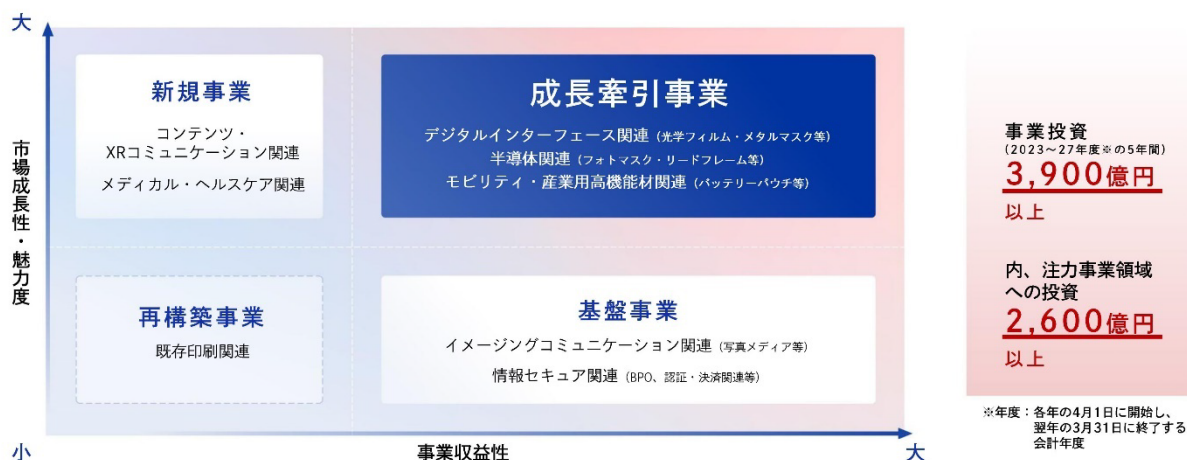 大
市場成長性・魅力度
小
事業収益性
大
新規事業
コンテンツ・
XRコミュニケーション関連
メディカル・ヘルスケア関連
成長牽引事業
デジタルインターフェース関連（光学フィルム・メタルマスク等）
半導体関連（フォトマスク・リードフレーム等）
モビリティ・産業用高機能材関連（バッテリーパウチ等）
再構築事業
既存印刷関連
基盤事業
イメージングコミュニケーション関連（写真メディア等）
情報セキュア関連（BPO、認証・決済関連等）
事業投資
（2023～27年度※の5年間）
3,900億円
以上
内、注力事業領域
への投資
2,600億円
以上
※年度：各年の4月1日に開始し、
翌年の3月31日に終了する
会計年度